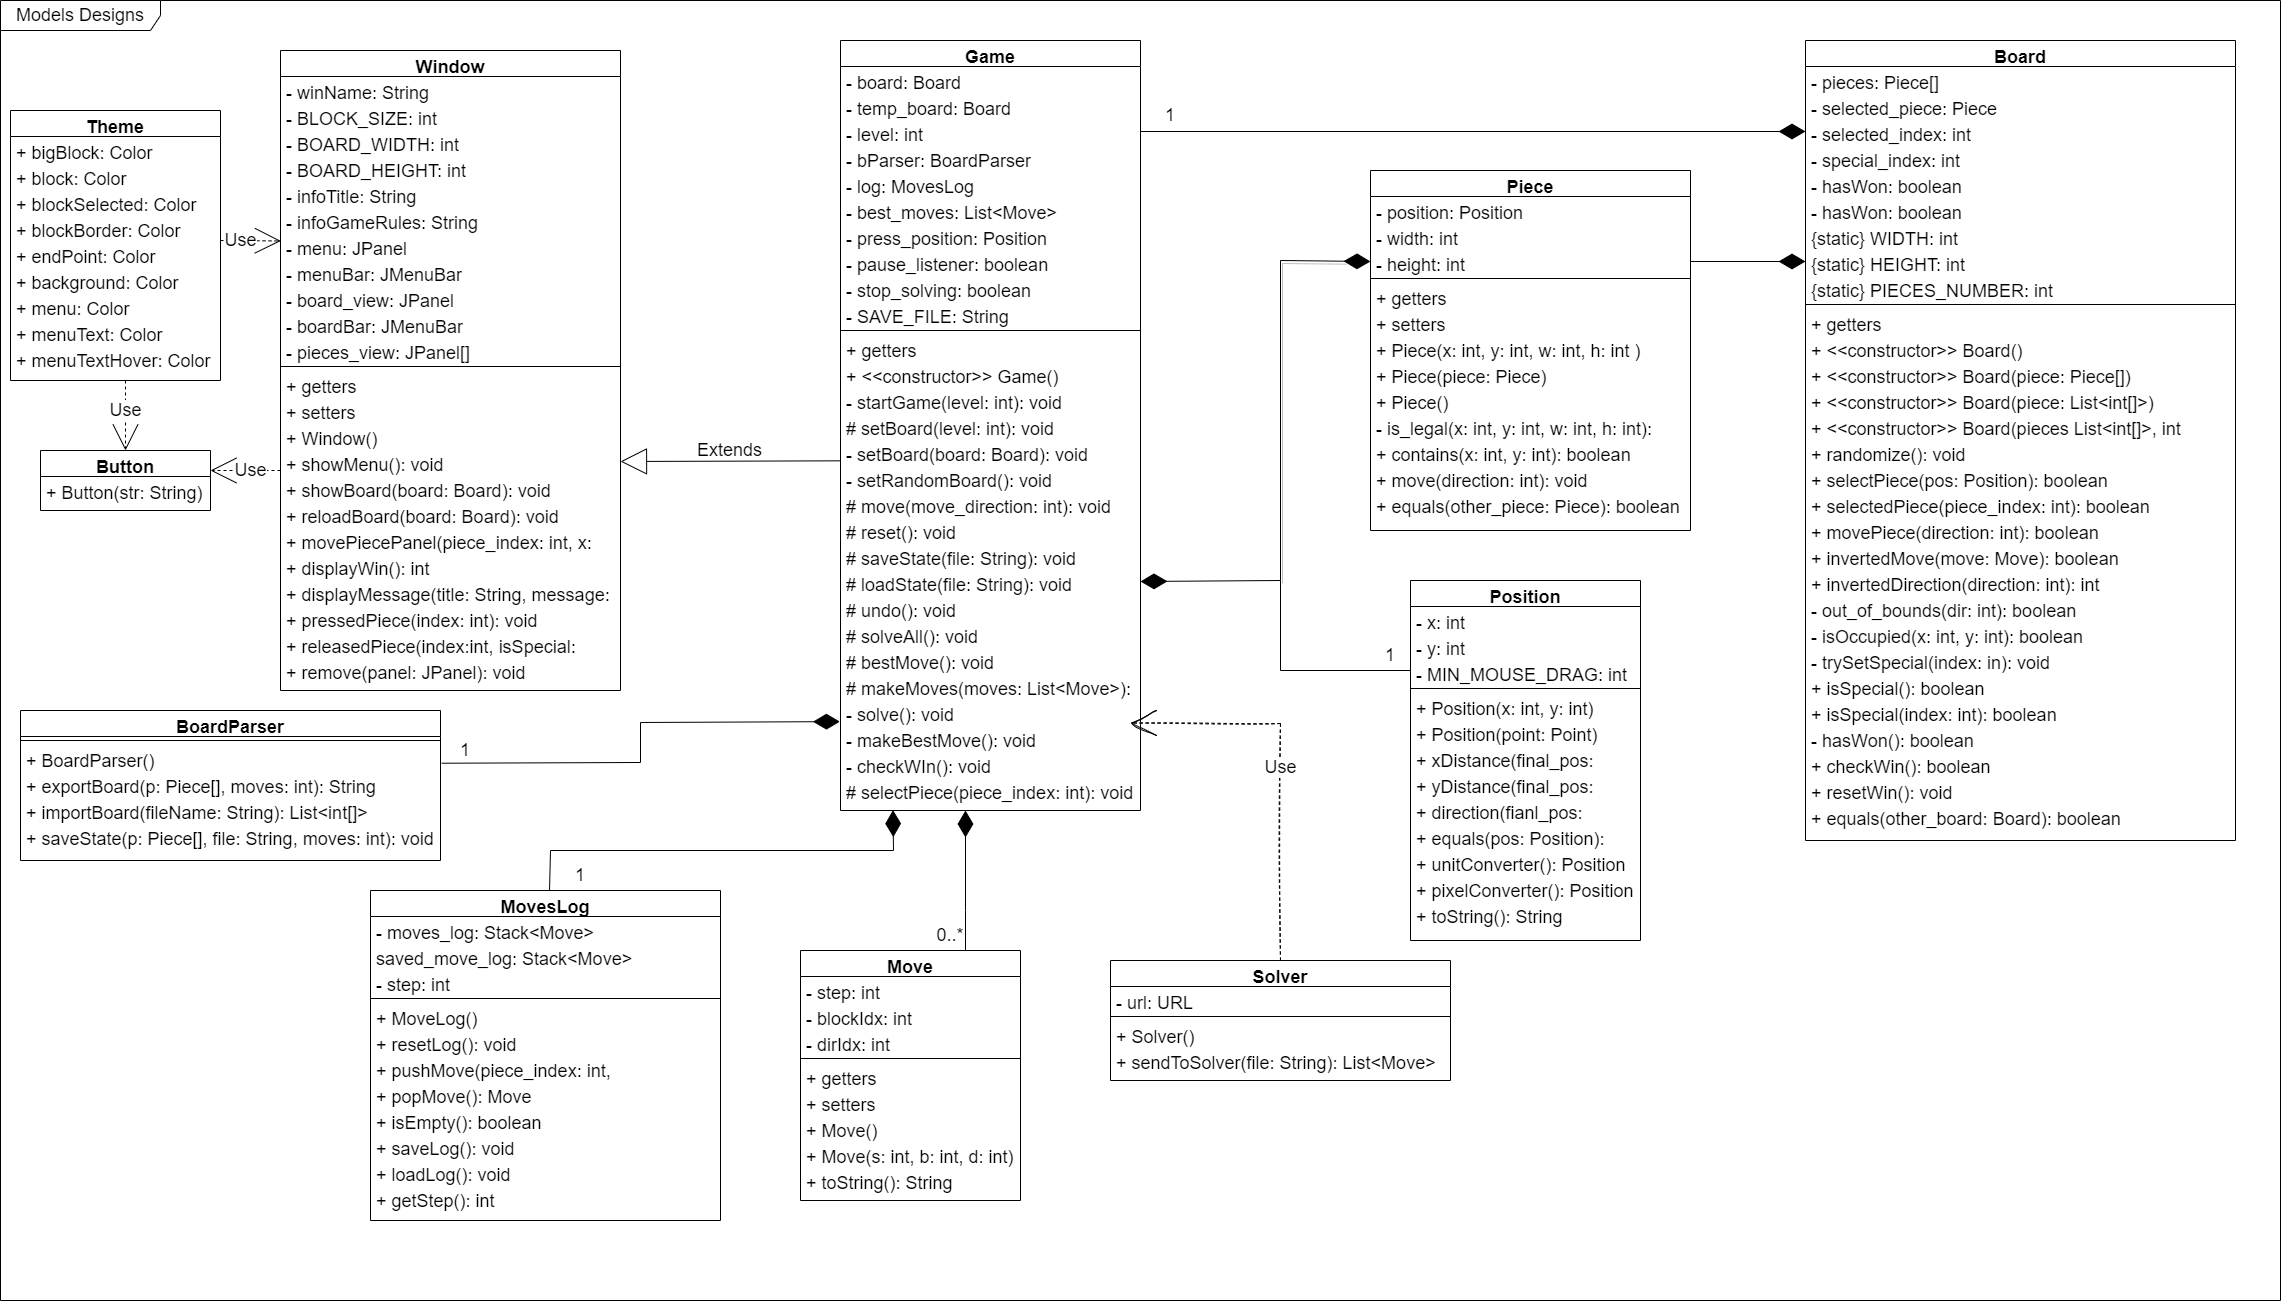 Models Designs
Window
- winName: String
- BLOCK_SIZE: int
- BOARD_WIDTH: int
- BOARD_HEIGHT: int
- infoTitle: String
- infoGameRules: String
- menu: JPanel
- menuBar: JMenuBar
- board_view: JPanel
- boardBar: JMenuBar
- pieces_view: JPanel[]
+ getters
+ setters
+ Window()
+ showMenu(): void
+ showBoard(board: Board): void
+ reloadBoard(board: Board): void
+ movePiecePanel(piece_index: int, x:
+ displayWin(): int
+ displayMessage(title: String, message:
+ pressedPiece(index: int): void
+ releasedPiece(index:int, isSpecial:
+ remove(panel: JPanel): void
Theme
+ bigBlock: Color
+ block: Color
+ blockSelected: Color
+ blockBorder: Color
+ endPoint: Color
+ background: Color
+ menu: Color
+ menuText: Color
+ menuTextHover: Color
Use
Use
Button
+ Button(str: String)
Use
Extends
Game
- board: Board
- temp_board: Board
- level: int
- bParser: BoardParser
- log: MovesLog
- best_moves: List<Move>
- press_position: Position
- pause_listener: boolean
- stop_solving: boolean
- SAVE_FILE: String
+ getters
+ <<constructor>> Game()
- startGame(level: int): void
# setBoard(level: int): void
- setBoard(board: Board): void
- setRandomBoard(): void
# move(move_direction: int): void
# reset(): void
# saveState(file: String): void
# loadState(file: String): void
# undo(): void
# solveAll(): void
# bestMove(): void
# makeMoves(moves: List<Move>):
- solve(): void
- makeBestMove(): void
- checkWIn(): void
# selectPiece(piece_index: int): void
1
Piece
- position: Position
- width: int
- height: int
+ getters
+ setters
+ Piece(x: int, y: int, w: int, h: int )
+ Piece(piece: Piece)
+ Piece()
- is_legal(x: int, y: int, w: int, h: int):
+ contains(x: int, y: int): boolean
+ move(direction: int): void
+ equals(other_piece: Piece): boolean
Board
- pieces: Piece[]
- selected_piece: Piece
- selected_index: int
- special_index: int
- hasWon: boolean
- hasWon: boolean
{static} WIDTH: int
{static} HEIGHT: int
{static} PIECES_NUMBER: int
+ getters
+ <<constructor>> Board()
+ <<constructor>> Board(piece: Piece[])
+ <<constructor>> Board(piece: List<int[]>)
+ <<constructor>> Board(pieces List<int[]>, int
+ randomize(): void
+ selectPiece(pos: Position): boolean
+ selectedPiece(piece_index: int): boolean
+ movePiece(direction: int): boolean
+ invertedMove(move: Move): boolean
+ invertedDirection(direction: int): int
- out_of_bounds(dir: int): boolean
- isOccupied(x: int, y: int): boolean
- trySetSpecial(index: in): void
+ isSpecial(): boolean
+ isSpecial(index: int): boolean
- hasWon(): boolean
+ checkWin(): boolean
+ resetWin(): void
+ equals(other_board: Board): boolean
1
Position
- x: int
- y: int
- MIN_MOUSE_DRAG: int
+ Position(x: int, y: int)
+ Position(point: Point)
+ xDistance(final_pos:
+ yDistance(final_pos:
+ direction(fianl_pos:
+ equals(pos: Position):
+ unitConverter(): Position
+ pixelConverter(): Position
+ toString(): String
BoardParser
+ BoardParser()
+ exportBoard(p: Piece[], moves: int): String
+ importBoard(fileName: String): List<int[]>
+ saveState(p: Piece[], file: String, moves: int): void
1
Use
1
MovesLog
- moves_log: Stack<Move>
saved_move_log: Stack<Move>
- step: int
+ MoveLog()
+ resetLog(): void
+ pushMove(piece_index: int,
+ popMove(): Move
+ isEmpty(): boolean
+ saveLog(): void
+ loadLog(): void
+ getStep(): int
0..*
Move
- step: int
- blockIdx: int
- dirIdx: int
+ getters
+ setters
+ Move()
+ Move(s: int, b: int, d: int)
+ toString(): String
Solver
- url: URL
+ Solver()
+ sendToSolver(file: String): List<Move>